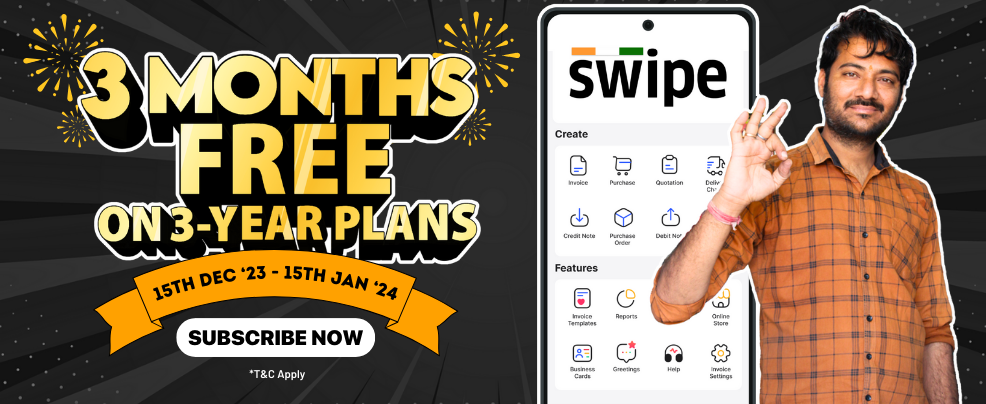 3 MONTHS
FREE
ON 3-YEAR PLANS
15TH DEC ‘23 - 15TH JAN ‘24
SUBSCRIBE NOW
*T&C Apply
swipe
Create
Invoice
Purchase
Quotation
Credit Note
Purchase
Order
Debit
Features
Invoice
Templates
Reports
Online
Store
Business
Cards
Greetings
Help
Invoice
Settings